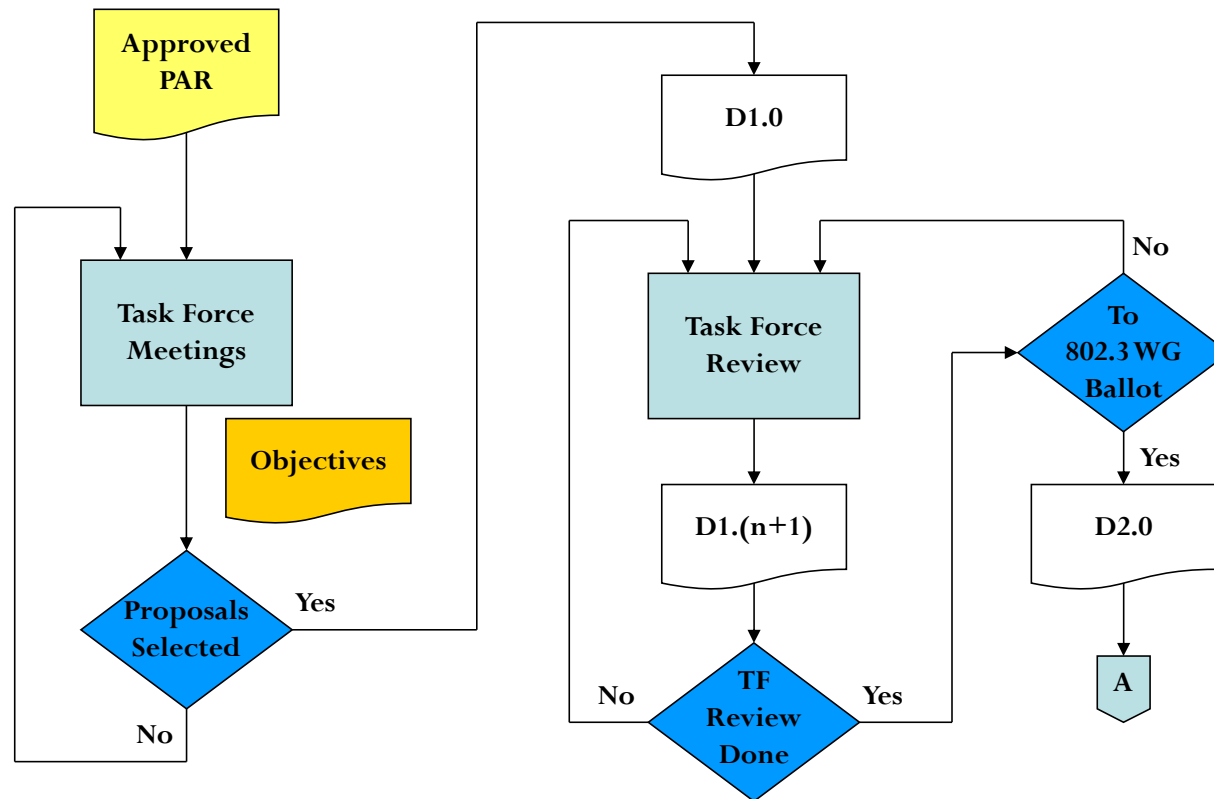 Approved
PAR
Task Force
Meetings
Objectives
Proposals
Selected
Yes
No
D1.0
Task Force
Review
D1.(n+1)
TF
Review
Done
No
Yes
To
802.3 WG
Ballot
No
Yes
D2.0
A